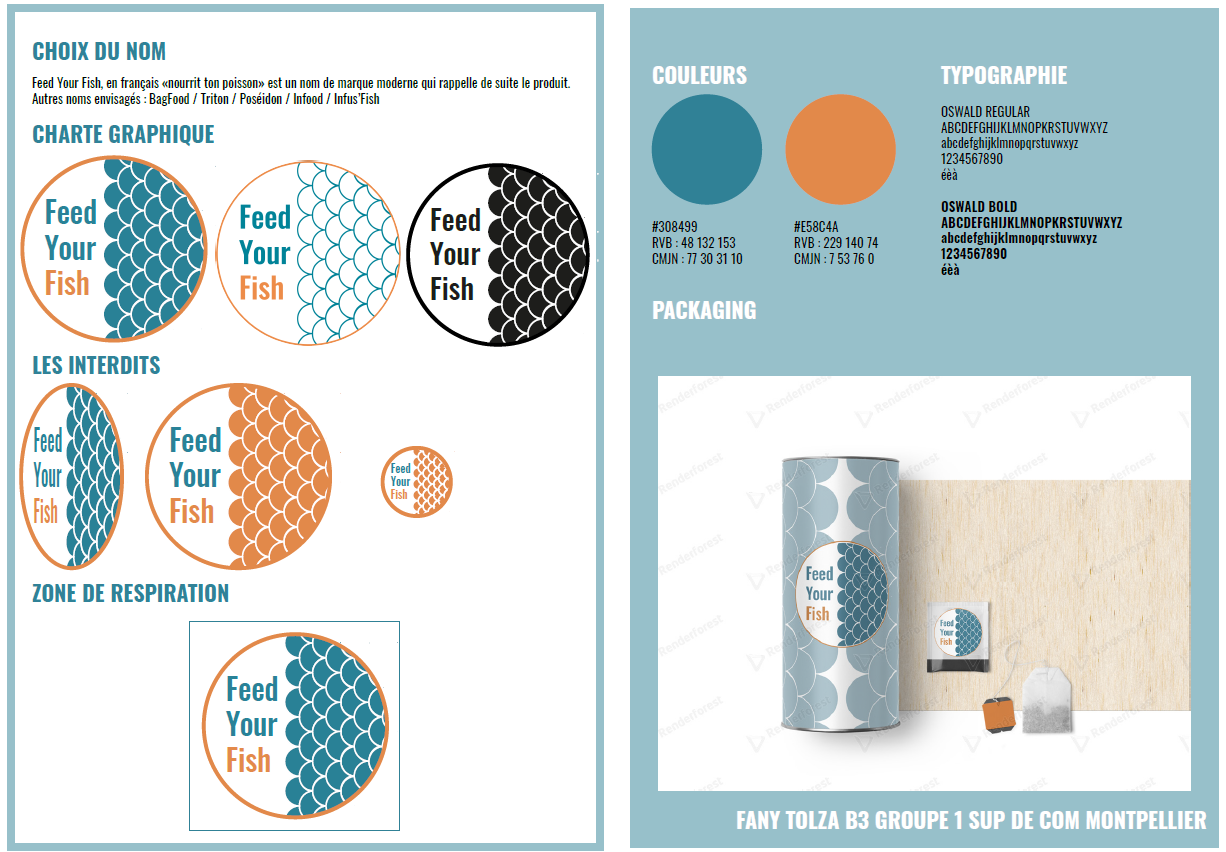 CHOIX DU NOM
Feed Your Fish, en français «nourrit ton poisson» est un nom de marque moderne qui rappelle de suite le produit.
Autres noms envisagés : BagFood / Triton / Poséidon / Infood / Infus'Fish
CHARTE GRAPHIQUE
Feed
Your
Fish
Feed
Your
Fish
Feed
Your
Fish
LES INTERDITS
Feed
Your
Fish
Feed
Your
Fish
Feed
Your
Fish
ZONE DE RESPIRATION
Feed
Your
Fish
COULEURS
#308499
RVB : 48 132 153
CMJN : 77 30 31 10
#E58C4A
RVB : 229 140 74
CMJN : 7 53 76 0
TYPOGRAPHIE
OSWALD REGULAR
ABCDEFGHIJKLMNOPKRSTUVWXYZ
abcdefghijklmnopqrstuvwxyz
1234567890
éèà
OSWALD BOLD
ABCDEFGHIJKLMNOPKRSTUVWXYZ
abcdefghijklmnopqrstuvwxyz
1234567890
éèà
PACKAGING
Renderforest
Renderforest
Renderforest
Renderforest
Renderforest
Feed
Your
Fish
Feed
Your
Fish
FANY TOLZA B3 GROUPE 1 SUP DE COM MONTPELLIER